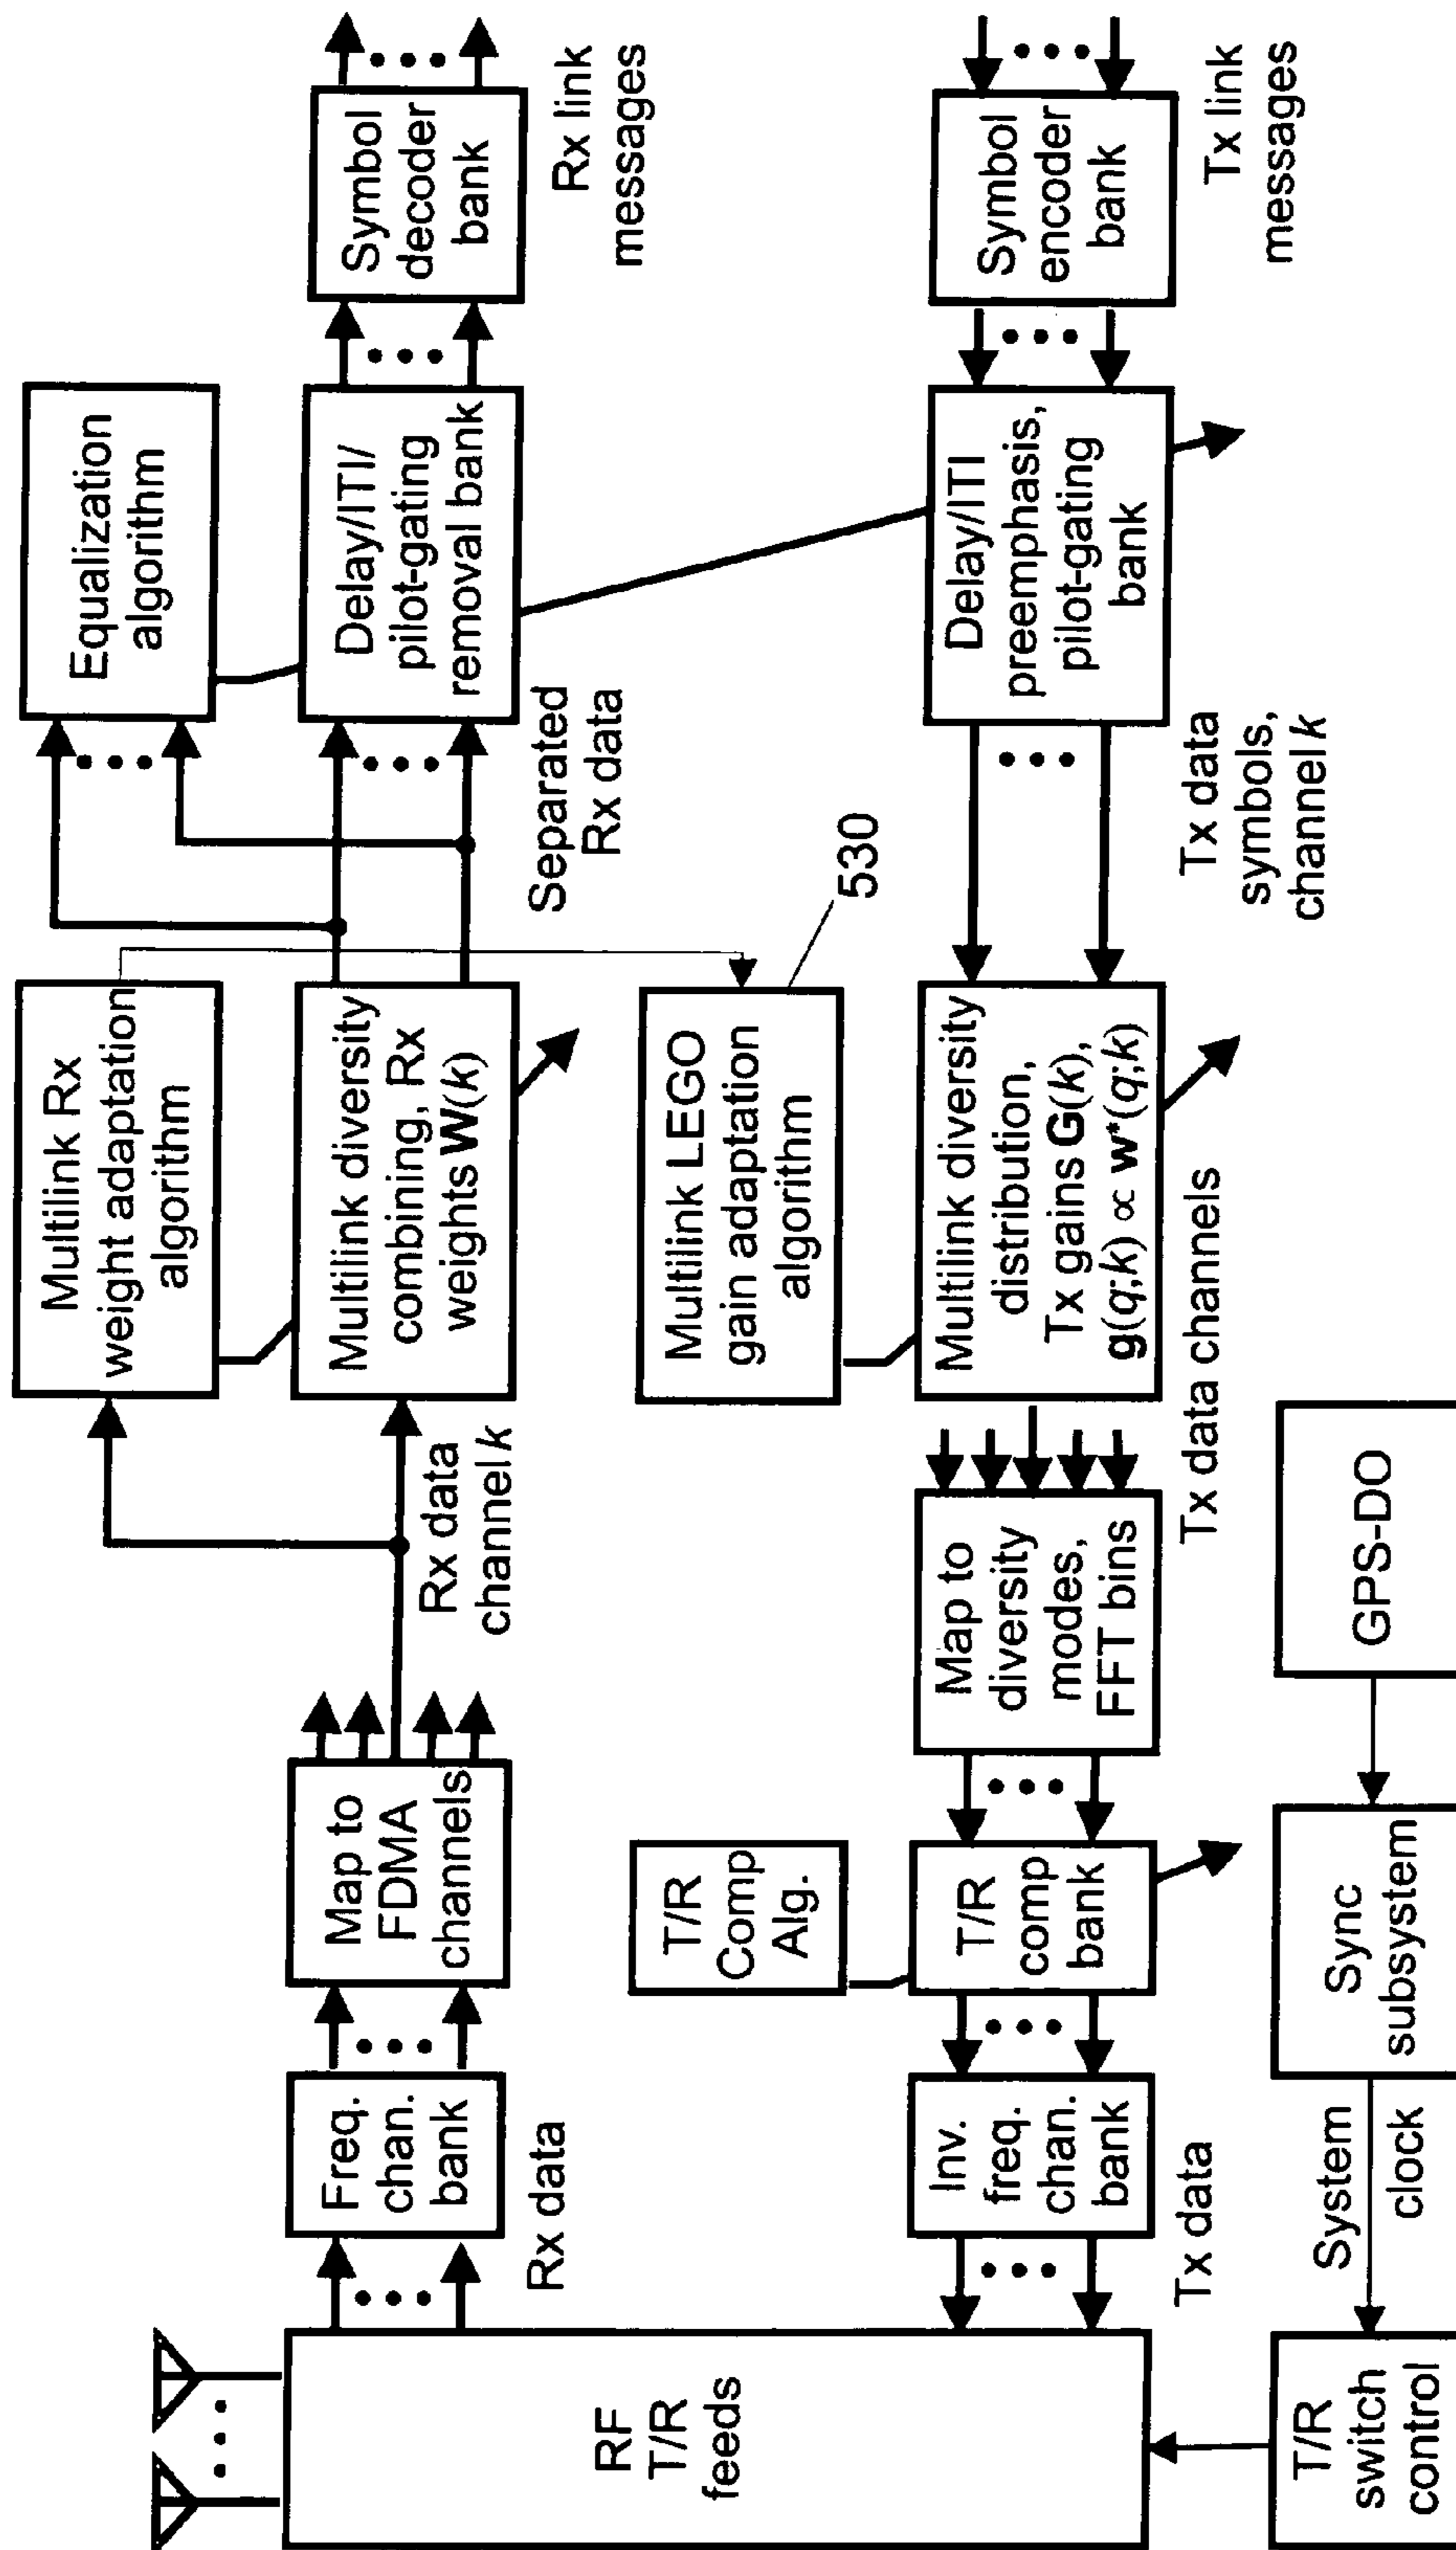 Multilink Rx
weight adaptation
algorithm
Equalization
algorithm
RF
T/R
feeds
Freq.
chan.
bank
Rx data
Map to
FDMA
channels
Rx data
channel k
Multilink diversity
combining, Rx
weights W(k)
Separated
Rx data
Delay/ITI/
pilot-gating
removal bank
Symbol
decoder
bank
Rx link
messages
T/R
Comp
Alg.
Multilink LEGO
gain adaptation
algorithm
530
Inv.
freq.
chan.
bank
Tx data
T/R
comp
bank
Map to
diversity
modes,
FFT bins
Tx data channels
Multilink diversity
distribution,
Tx gains G(k),
g(q;k) ∝ w*(q;k)
Tx data
symbols,
channel k
Delay/ITI
preemphasis,
pilot-gating
bank
Symbol
encoder
bank
Tx link
messages
T/R
switch
control
System
clock
Sync
subsystem
GPS-DO